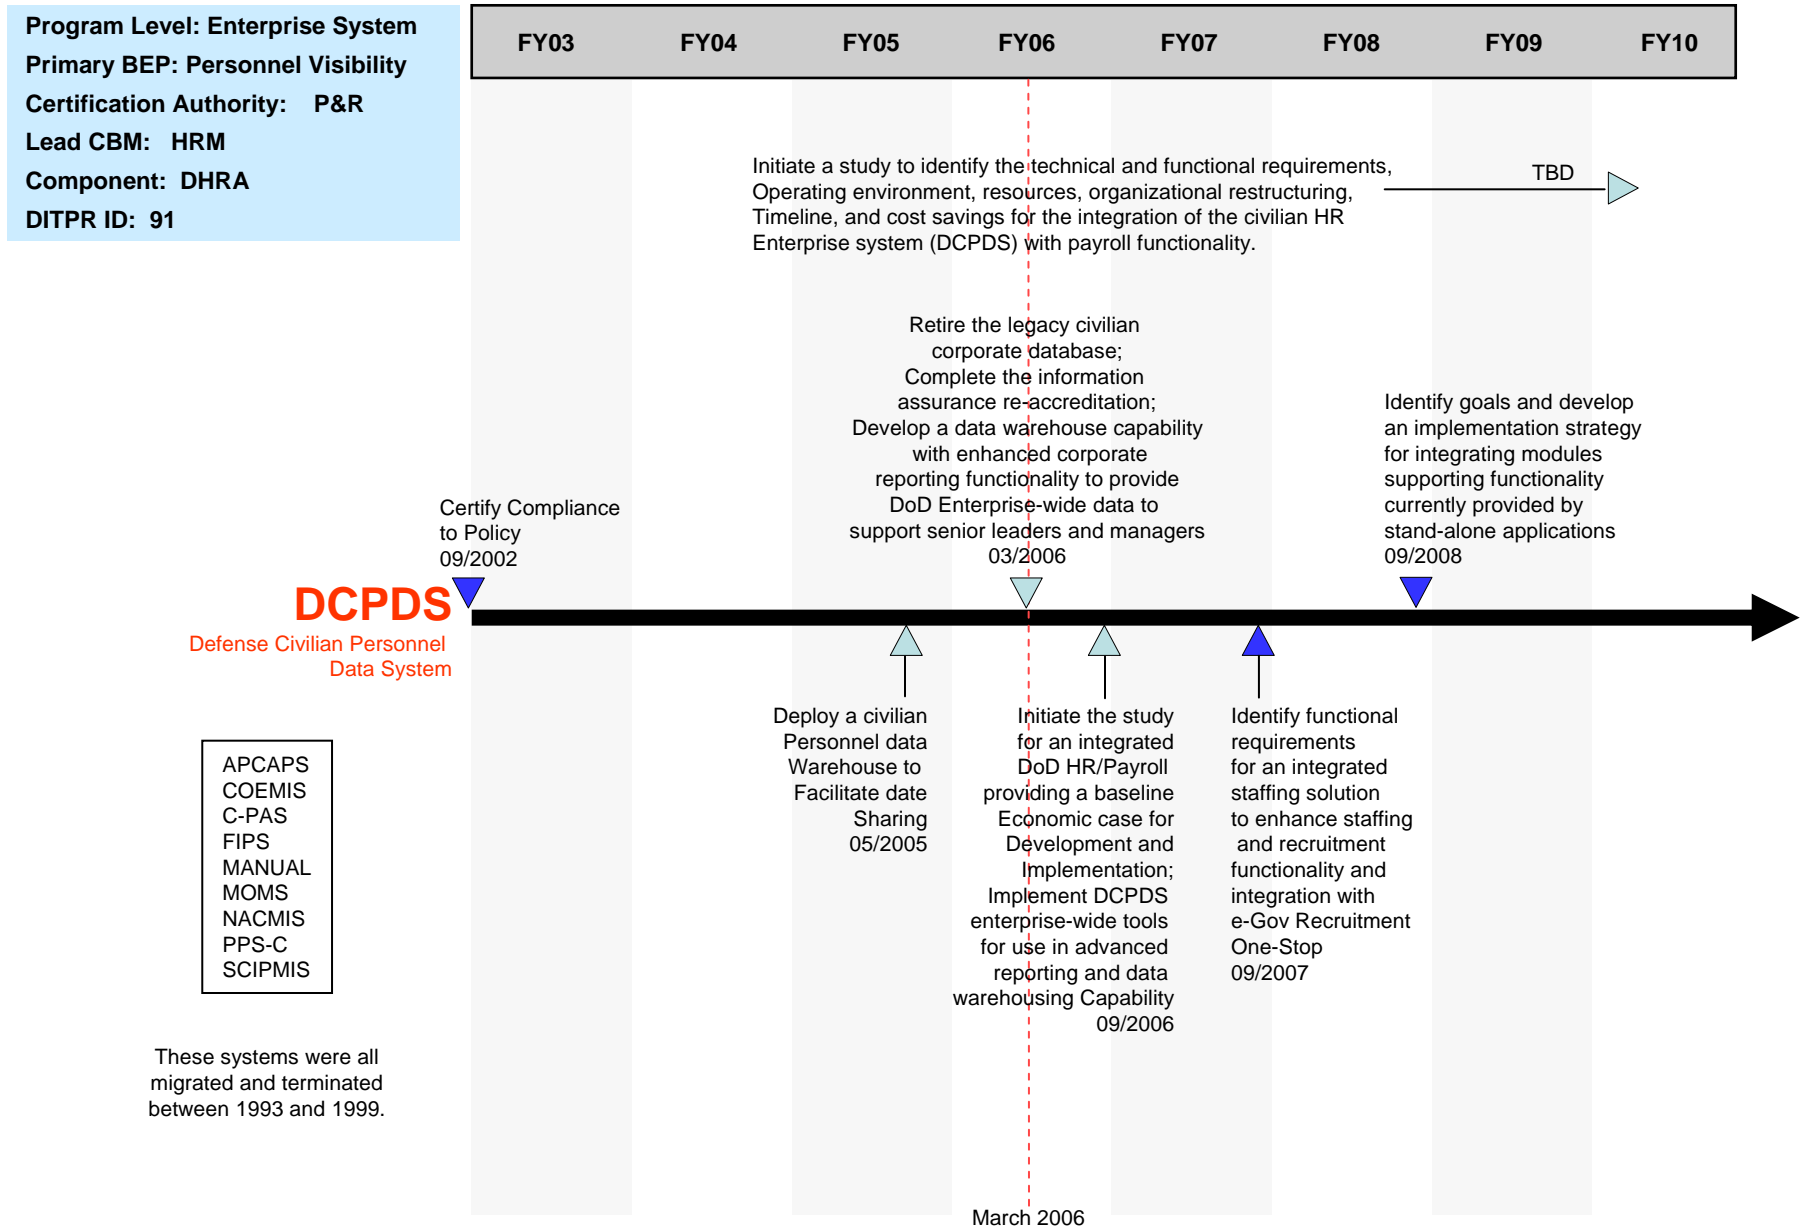 Program Level: Enterprise System
Primary BEP: Personnel Visibility
Certification Authority: P&R
Lead CBM: HRM
Component: DHRA
DITPR ID: 91
FY03 FY04 FY05 FY06 FY07 FY08 FY09 FY10
Initiate a study to identify the technical and functional requirements,
Operating environment, resources, organizational restructuring,
Timeline, and cost savings for the integration of the civilian HR
Enterprise system (DCPDS) with payroll functionality.
TBD
Retire the legacy civilian
corporate database;
Complete the information
assurance re-accreditation;
Develop a data warehouse capability
with enhanced corporate
reporting functionality to provide
DoD Enterprise-wide data to
support senior leaders and managers
03/2006
Identify goals and develop
an implementation strategy
for integrating modules
supporting functionality
currently provided by
stand-alone applications
09/2008
Certify Compliance
to Policy
09/2002
DCPDS
Defense Civilian Personnel
Data System
Deploy a civilian
Personnel data
Warehouse to
Facilitate date
Sharing
05/2005
Initiate the study
for an integrated
DoD HR/Payroll
providing a baseline
Economic case for
Development and
Implementation;
Implement DCPDS
enterprise-wide tools
for use in advanced
reporting and data
warehousing Capability
09/2006
Identify functional
requirements
for an integrated
staffing solution
to enhance staffing
and recruitment
functionality and
integration with
e-Gov Recruitment
One-Stop
09/2007
APCAPS
COEMIS
C-PAS
FIPS
MANUAL
MOMS
NACMIS
PPS-C
SCIPMIS
These systems were all
migrated and terminated
between 1993 and 1999.
March 2006